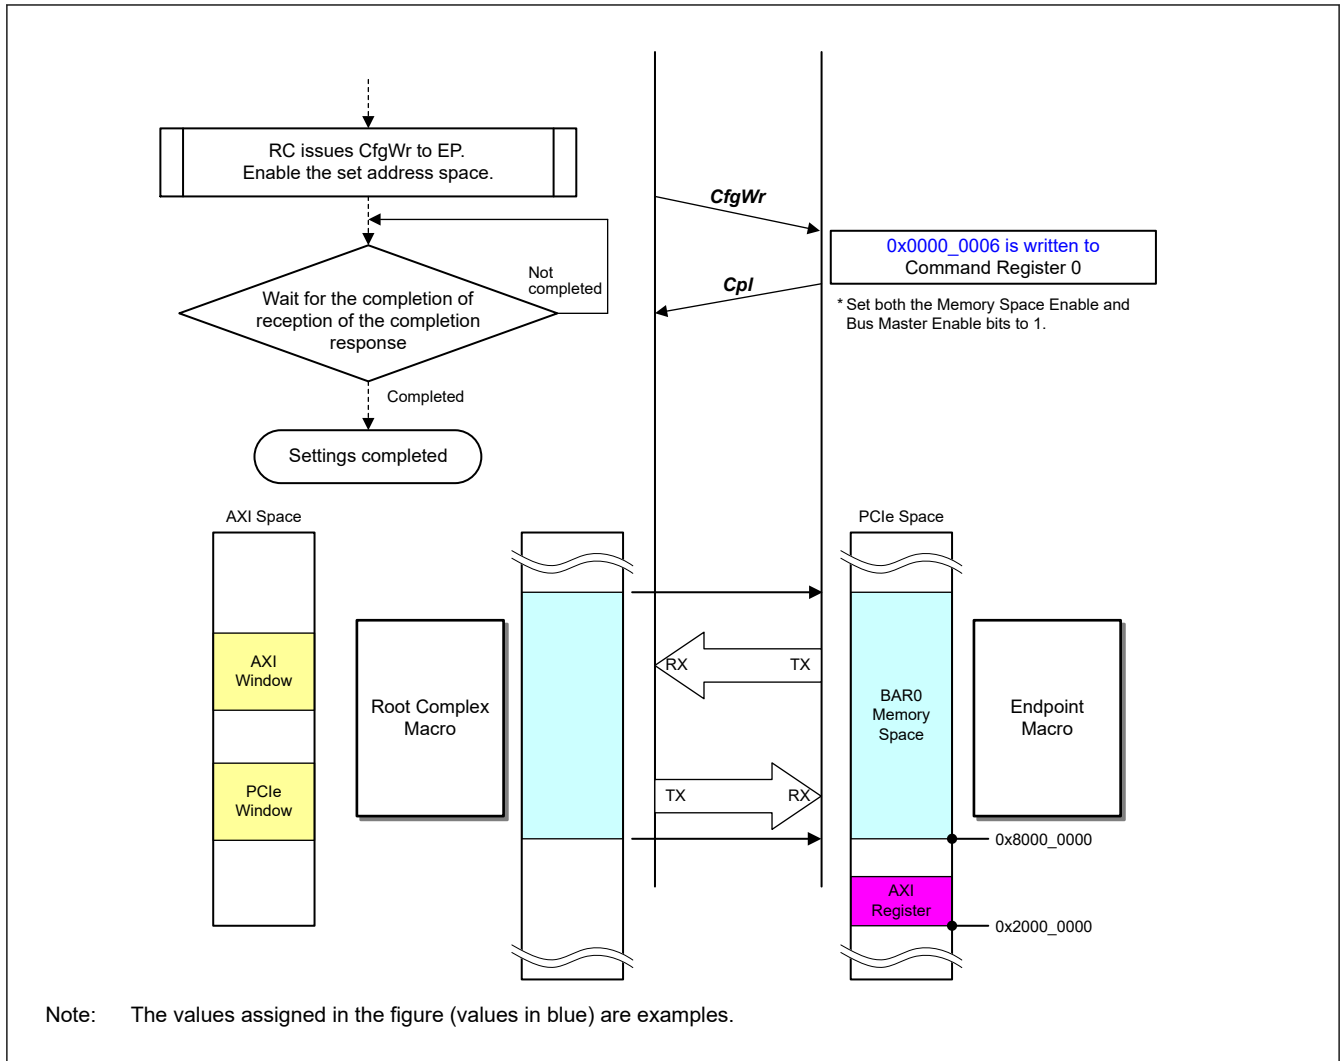 RC issues CfgWr to EP.
Enable the set address space.
CfgWr
0x0000_0006 is written to
Command Register 0
Not
completed
Wait for the completion of
reception of the completion
response
Cpl
* Set both the Memory Space Enable and
Bus Master Enable bits to 1.
Completed
Settings completed
AXI Space
PCIe Space
AXI
Window
RX
TX
Root Complex
Macro
BAR0
Memory
Space
Endpoint
Macro
PCIe
Window
TX
RX
0x8000_0000
AXI
Register
0x2000_0000
Note: The values assigned in the figure (values in blue) are examples.